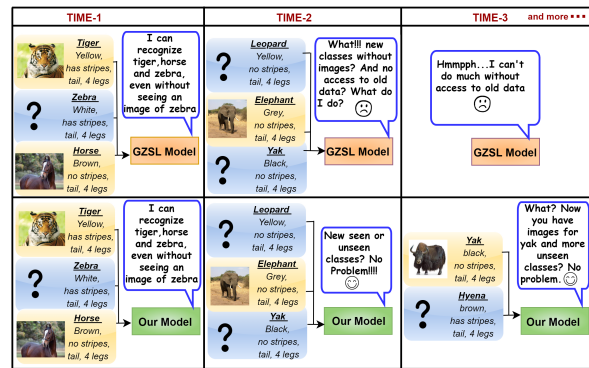 TIME-1
TIME-2
TIME-3
and more
Tiger
Yellow,
has stripes,
tail, 4 legs
?
Zebra
White,
has stripes,
tail, 4 legs
Horse
Brown,
no stripes
tail, 4 legs
I can
recognize
tiger,horse
and zebra,
even without
seeing an
image of zebra
GZSL Model
?
Leopard
Yellow,
no stripes,
tail, 4 legs
Elephant
Grey,
no stripes,
tail, 4 legs
?
Yak
Black,
no stripes,
tail, 4 legs
What!!! new
classes without
images? And no
access to old
data? What do
I do?
GZSL Model
Hmmpph...I can't
do much without
access to old data
GZSL Model
Tiger
Yellow,
has stripes,
tail, 4 legs
?
Zebra
White,
has stripes,
tail, 4 legs
Horse
Brown,
no stripes
tail, 4 legs
I can
recognize
tiger,horse
and zebra,
even without
seeing an
image of zebra
Our Model
?
Leopard
Yellow,
no stripes,
tail, 4 legs
Elephant
Grey,
no stripes,
tail, 4 legs
?
Yak
Black,
no stripes,
tail, 4 legs
New seen or
unseen
classes? No
Problem!!!!
Our Model
Yak
black,
no stripes,
tail, 4 legs
?
Hyena
brown,
has stripes,
tail, 4 legs
What? Now
you have
images for
yak and more
unseen
classes? No
problem.
Our Model